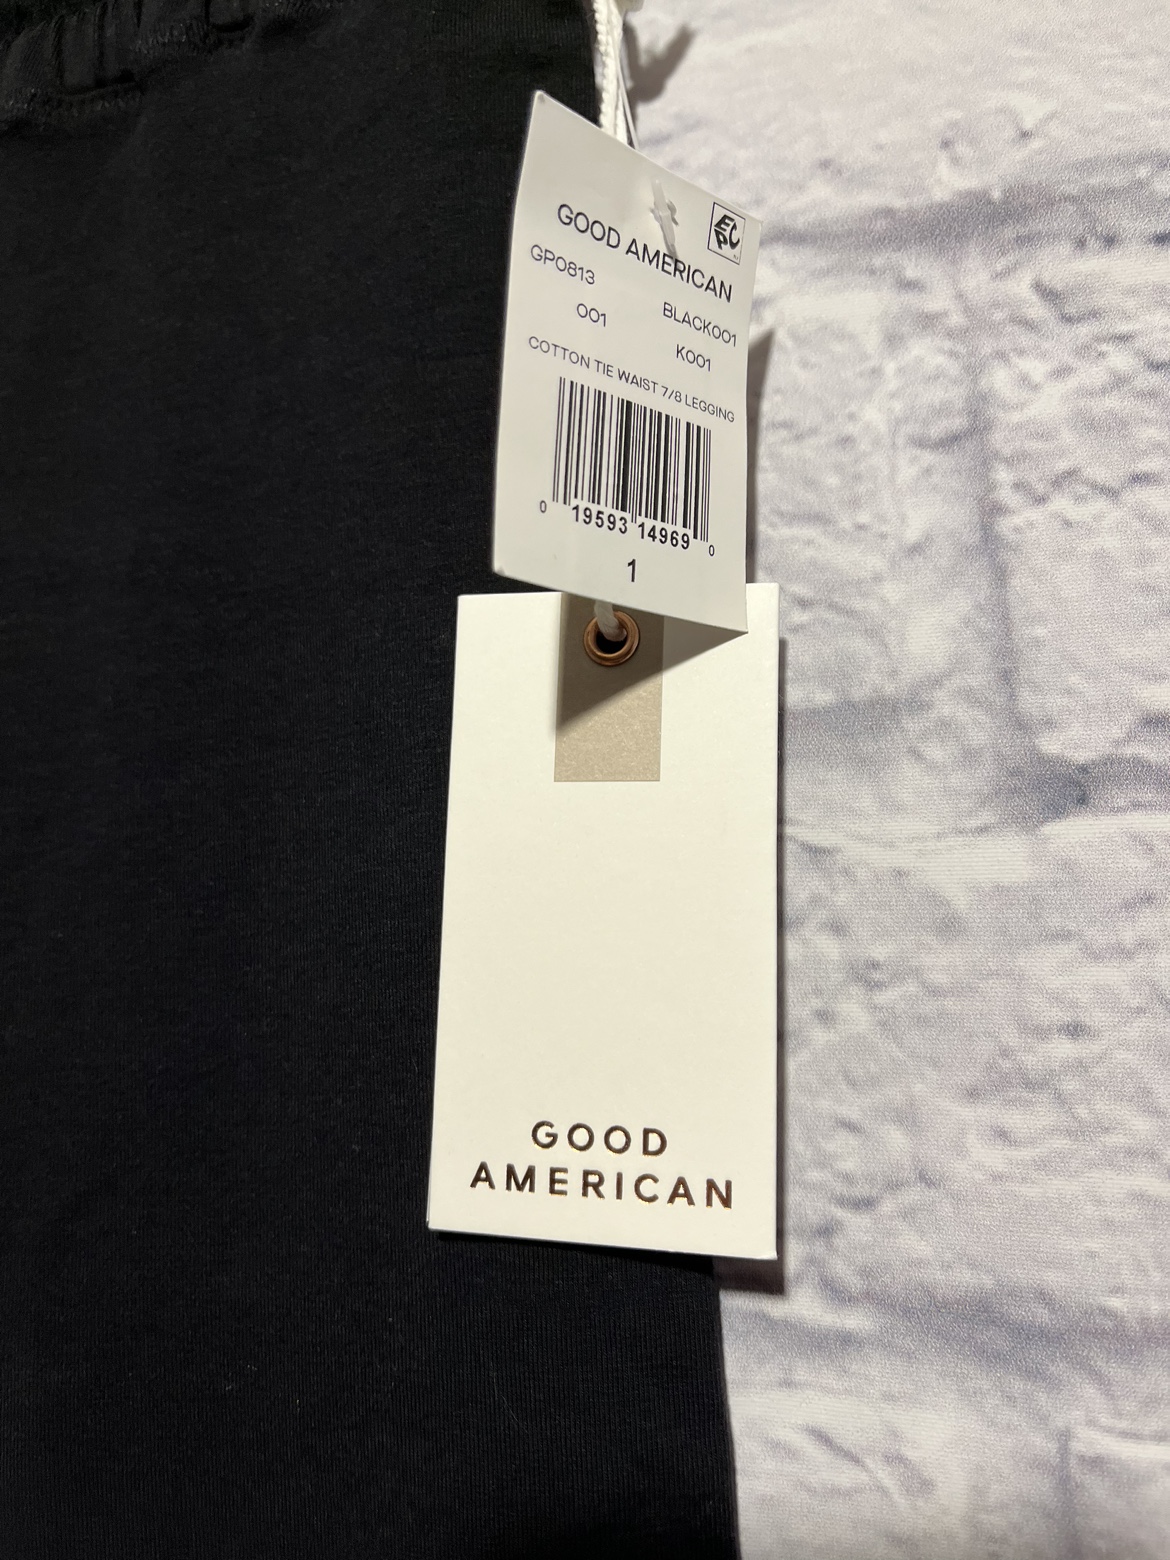 GOOD AMERICAN
EPC
GP0813 BLACK001
001 K001
COTTON TIE WAIST 7/8 LEGGING
0 19593 14969 0
1
GOOD
AMERICAN